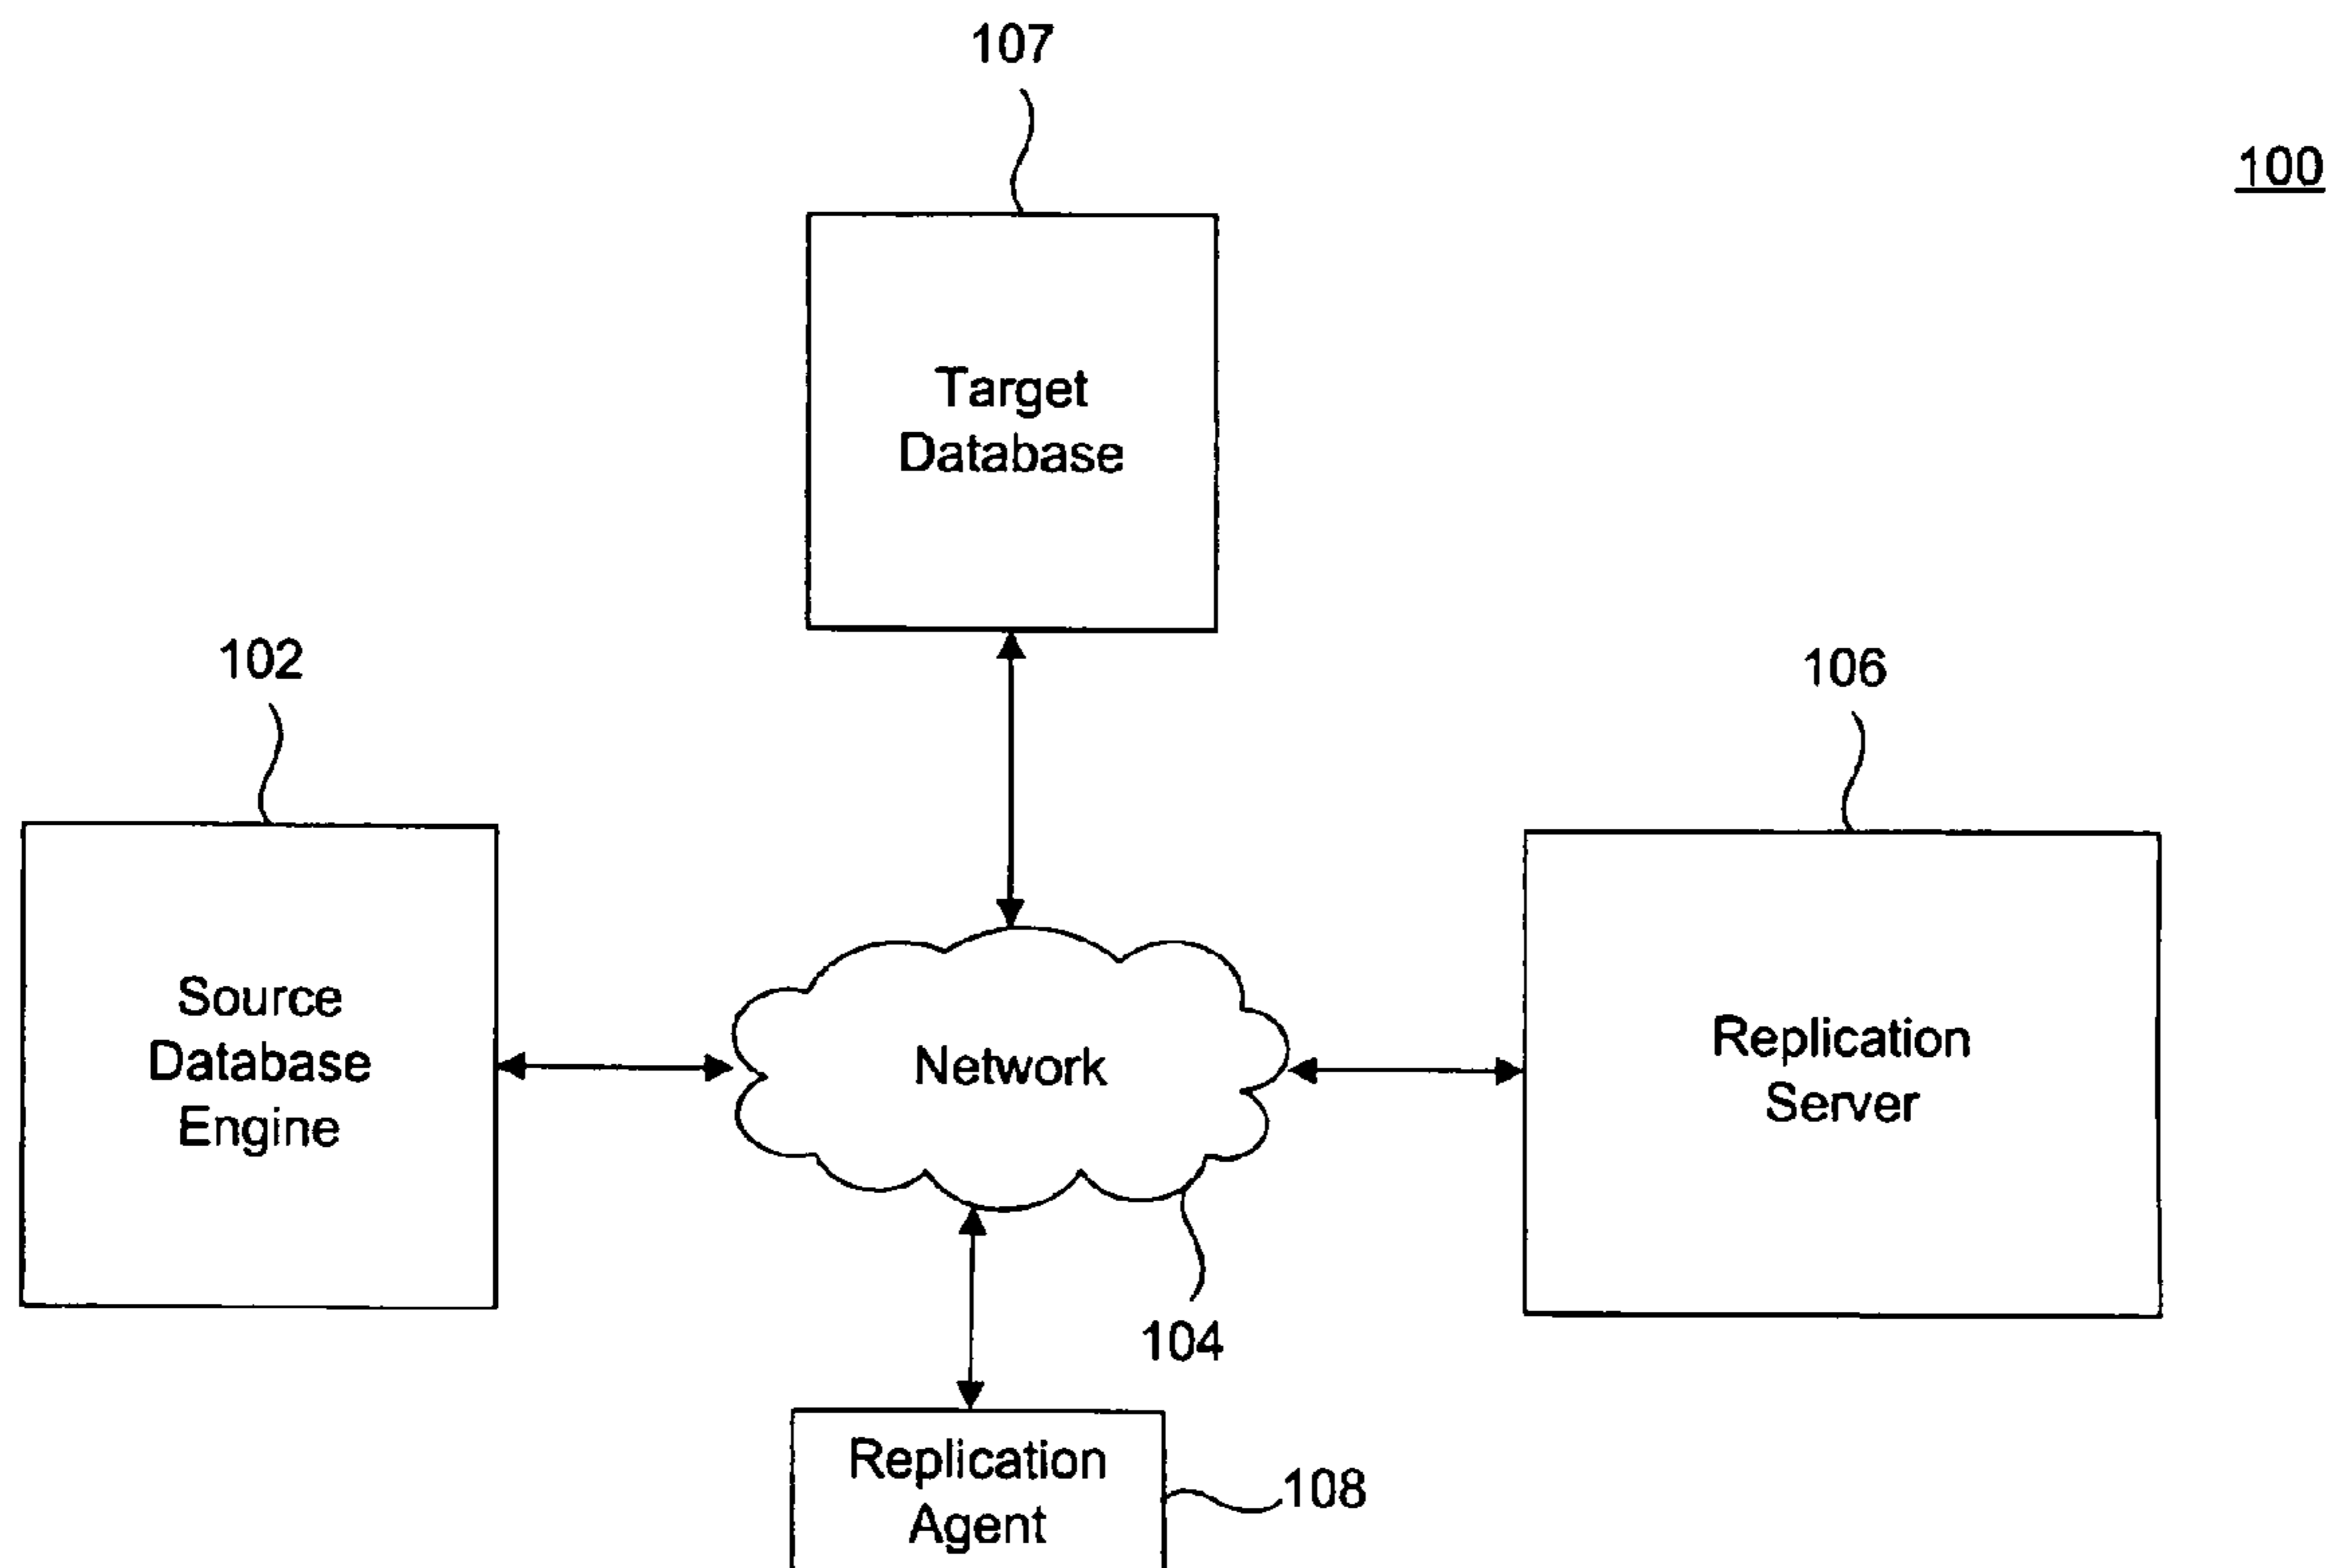 107
100
Target
Database
102
106
Source
Database
Engine
Network
Replication
Server
104
Replication
Agent
108